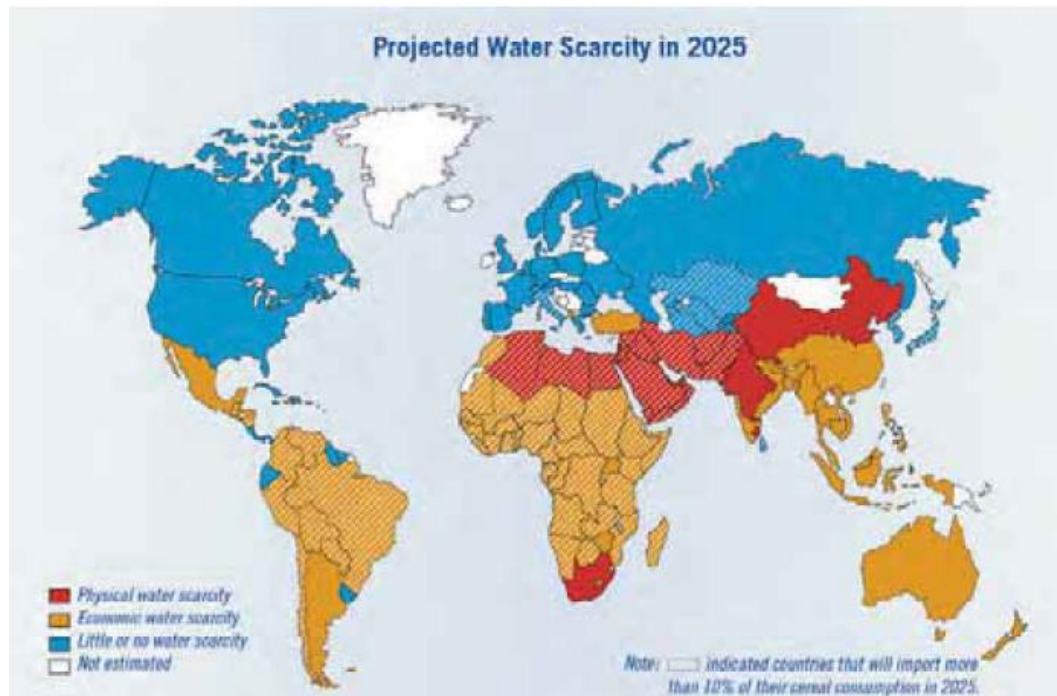 Projected Water Scarcity in 2025
Physical water scarcity
Economic water scarcity
Little or no water scarcity
Not estimated
Note: indicated countries that will import more
than 10% of their cereal consumption in 2025.